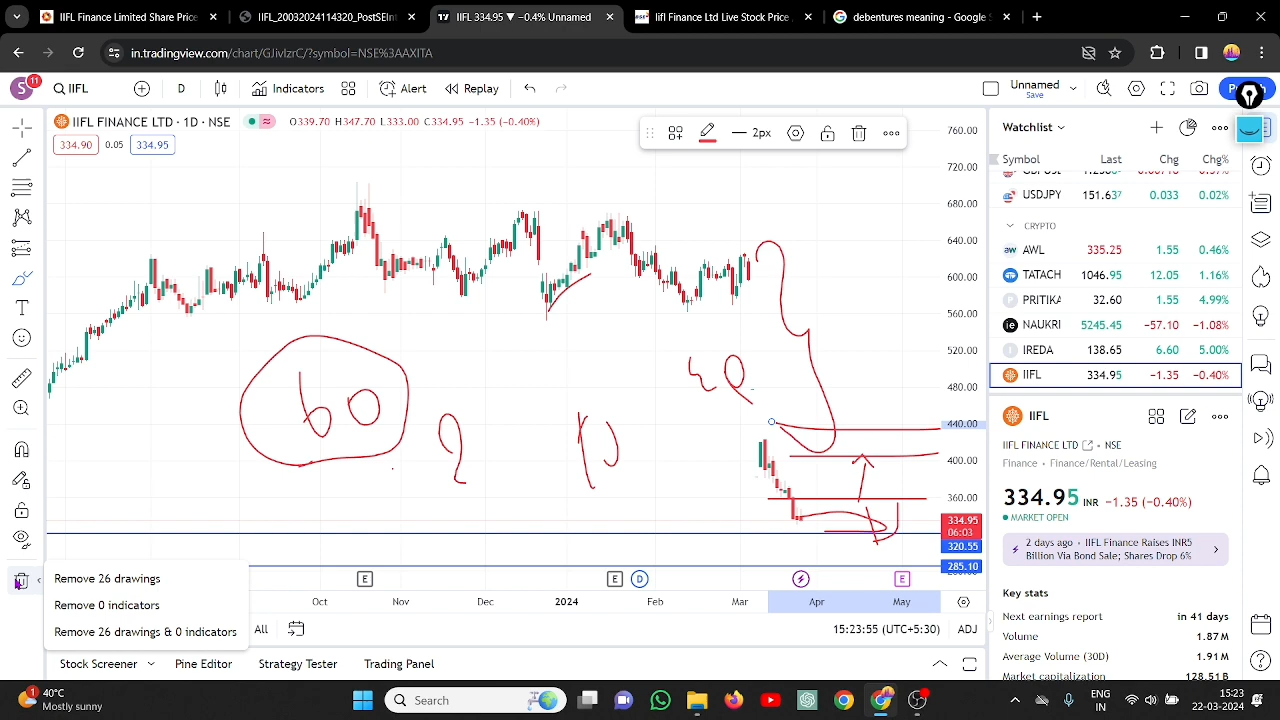 IIFL Finance Limited Share Price
IIFL_20032024114320_PostSEInt
IIFL 334.95 ▼ −0.4% Unnamed
Iifl Finance Ltd Live Stock Price
debentures meaning - Google S
in.tradingview.com/chart/GJivIzrC/?symbol=NSE%3AAXITA
S
11
IIFL
D
Indicators
Alert
Replay
Unnamed
Save
IIFL FINANCE LTD · 1D · NSE
O339.70 H347.70 L333.00 C334.95 −1.35 (−0.40%)
334.90
0.05
334.95
2px
760.00
720.00
680.00
640.00
600.00
560.00
520.00
480.00
440.00
400.00
360.00
334.95
06:03
320.55
285.10
60
Watchlist
Symbol
Last
Chg
Chg%
USDJPY 151.637 0.033 0.02%
CRYPTO
AWL 335.25 1.55 0.46%
TATACH 1046.95 12.05 1.16%
PRITIKA 32.60 1.55 4.99%
NAUKRI 5245.45 −57.10 −1.08%
IREDA 138.65 6.60 5.00%
IIFL 334.95 −1.35 −0.40%
IIFL
IIFL FINANCE LTD · NSE
Finance · Finance/Rental/Leasing
334.95 INR −1.35 (−0.40%)
MARKET OPEN
2 days ago · IIFL Finance Raises INR5
Billion Via Bond Sale; Shares Drop 6%
Key stats
Next earnings report
in 41 days
Volume
1.87 M
Average Volume (30D)
1.91 M
Market capitalization
128.51 B
Remove 26 drawings
Remove 0 indicators
Remove 26 drawings & 0 indicators
E
E
D
E
Oct
Nov
Dec
2024
Feb
Mar
Apr
May
All
15:23:55 (UTC+5:30)
ADJ
Stock Screener
Pine Editor
Strategy Tester
Trading Panel
1
40°C
Mostly sunny
Search
ENG
IN
15:23
22-03-2024